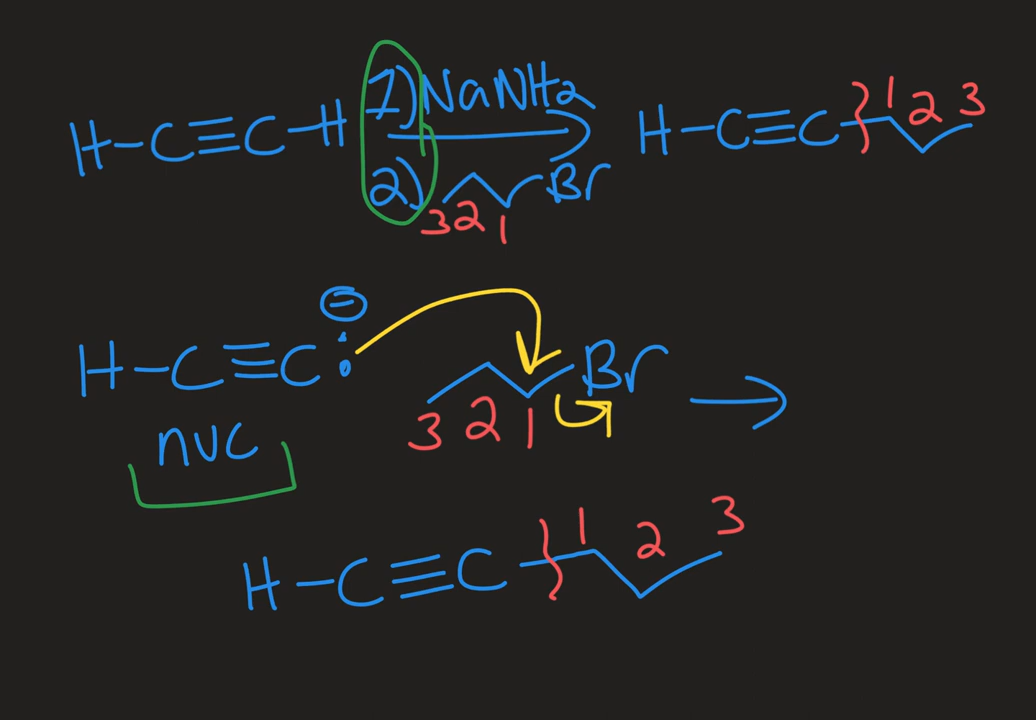 1) NaNH2
H-C≡C-H → H-C≡C-} 1 2 3
2) 3 2 1 Br
H-C≡C:⊖ 3 2 1 Br →
nuc
H-C≡C-} 1 2 3